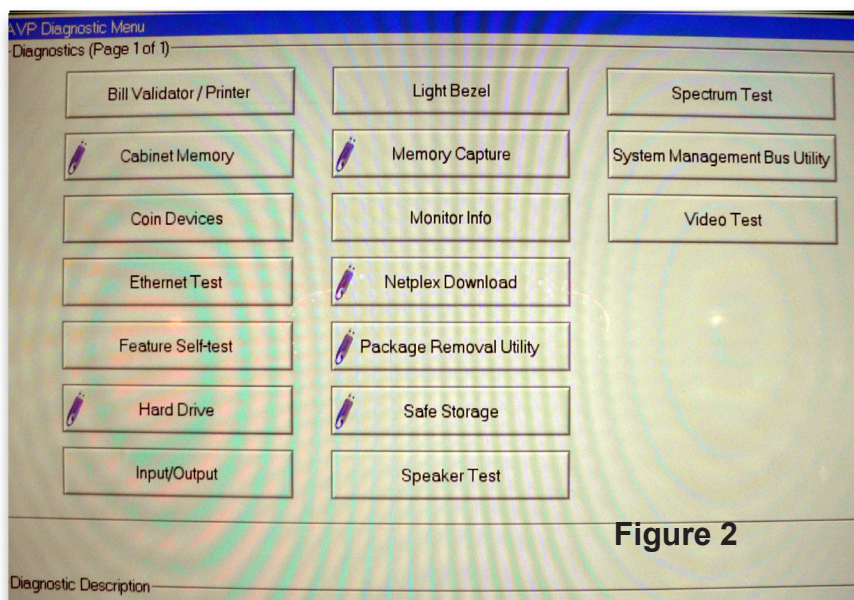 AVP Diagnostic Menu
Diagnostics (Page 1 of 1)
Bill Validator / Printer
Light Bezel
Spectrum Test
Cabinet Memory
Memory Capture
System Management Bus Utility
Coin Devices
Monitor Info
Video Test
Ethernet Test
Netplex Download
Feature Self-test
Package Removal Utility
Hard Drive
Safe Storage
Input/Output
Speaker Test
Figure 2
Diagnostic Description